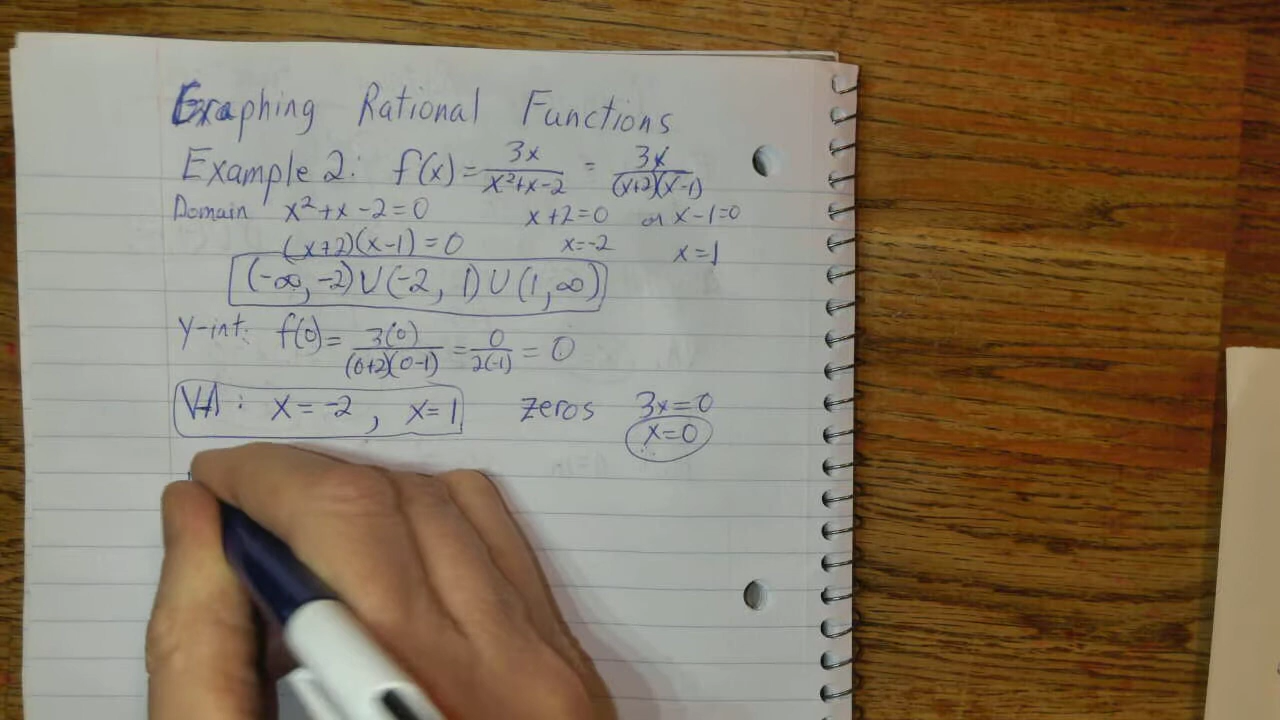 Graphing Rational Functions
Example 2: f(x) = 3x/(x²+x-2) = 3x/((x+2)(x-1))
Domain x²+x-2=0 x+2=0 or x-1=0
(x+2)(x-1)=0 x=-2 x=1
(-∞,-2)∪(-2, 1)∪(1,∞)
Y-int: f(0)= 3(0)/((0+2)(0-1)) = 0/(2(-1)) = 0
VA: x=-2, x=1 zeros 3x=0
x=0